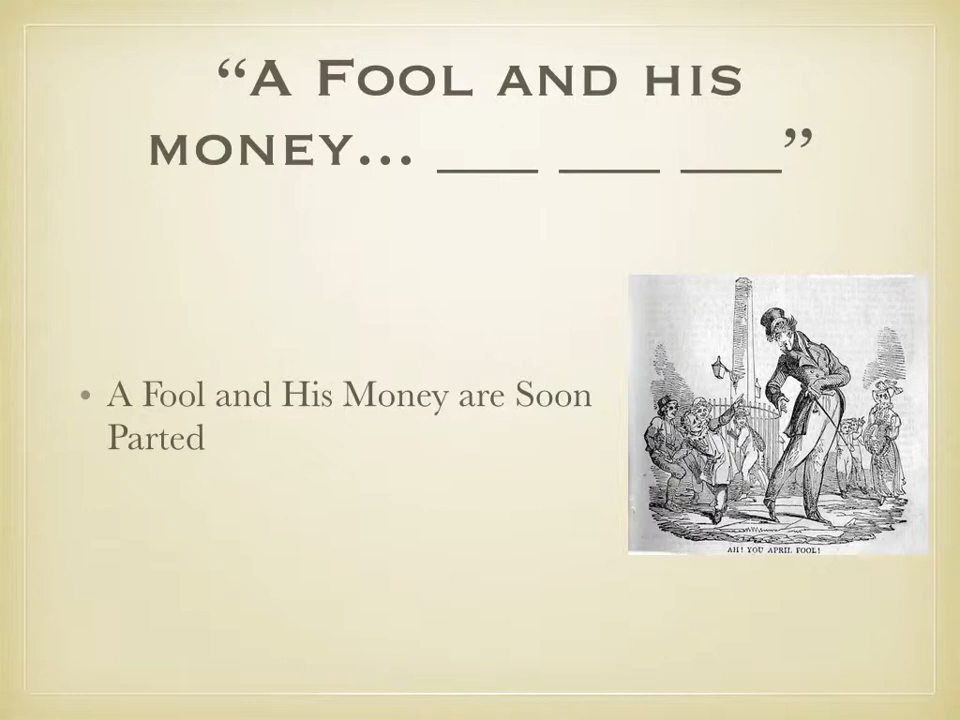 “A Fool and his
money... ___ ___ ___”
• A Fool and His Money are Soon
Parted
AH! YOU APRIL FOOL!